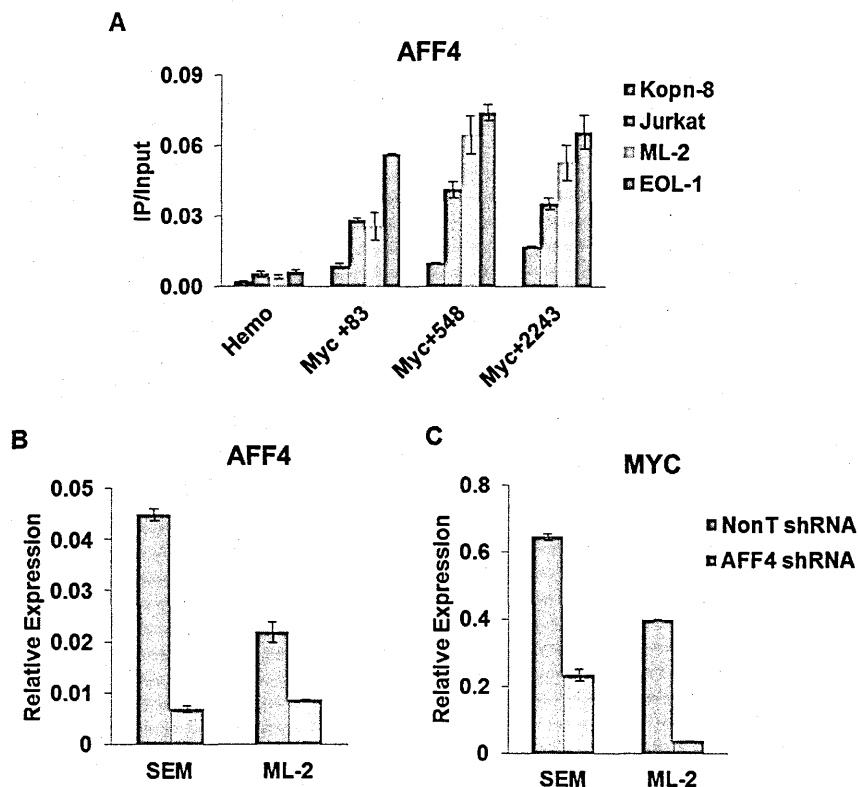 A
AFF4
0.09
0.06
0.03
0.00
IP/Input
Kopn-8
Jurkat
ML-2
EOL-1
Hemo
Myc +83
Myc+548
Myc+2243
B
AFF4
0.05
0.04
0.03
0.02
0.01
0
Relative Expression
SEM
ML-2
C
MYC
0.8
0.6
0.4
0.2
0
Relative Expression
NonT shRNA
AFF4 shRNA
SEM
ML-2